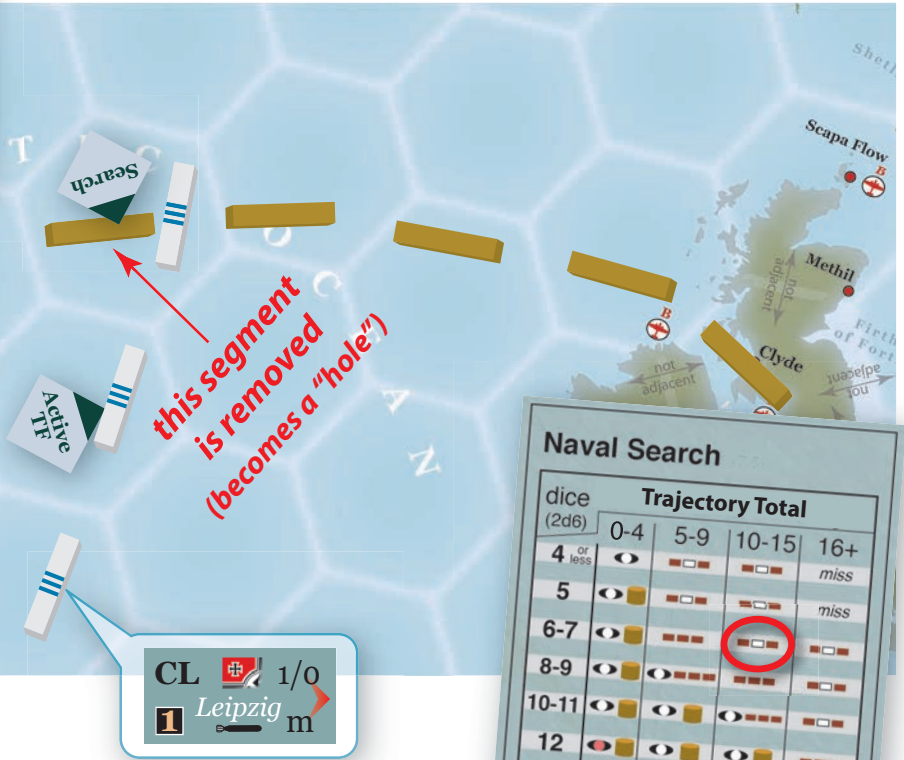 Shetl
Scapa Flow
B
T
C
Search
O
Methil
not
adjacent
C
this segment
is removed
(becomes a "hole")
B
Firth
of Fort
Clyde
not
adjacent
not
adjacent
Active
TF
A
N
Naval Search
dice
(2d6)
Trajectory Total
0-4 5-9 10-15 16+
4 or less miss
5 miss
6-7
8-9
10-11
12
CL 1/0
1 Leipzig m